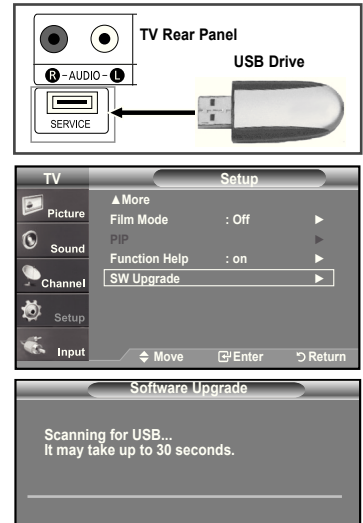 TV Rear Panel
USB Drive
R - AUDIO - L
SERVICE
TV
Setup
▲More
Picture
Film Mode : Off ►
PIP ►
Sound
Function Help : on ►
Channel
SW Upgrade ►
Setup
Input
Move Enter Return
Software Upgrade
Scanning for USB...
It may take up to 30 seconds.